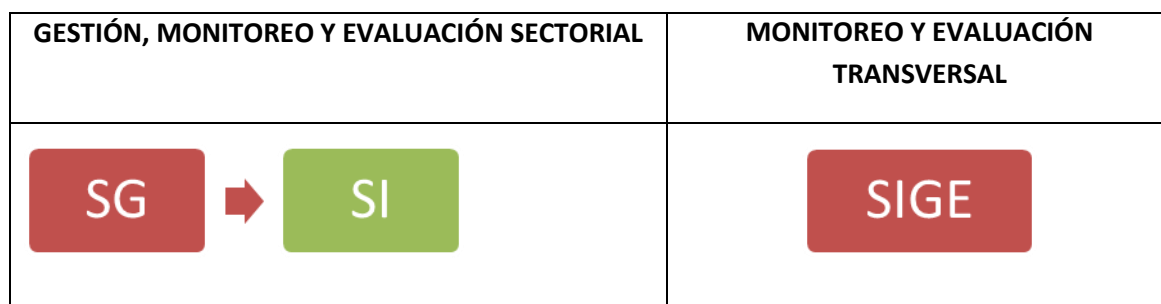 GESTIÓN, MONITOREO Y EVALUACIÓN SECTORIAL
MONITOREO Y EVALUACIÓN
TRANSVERSAL
SG
SI
SIGE